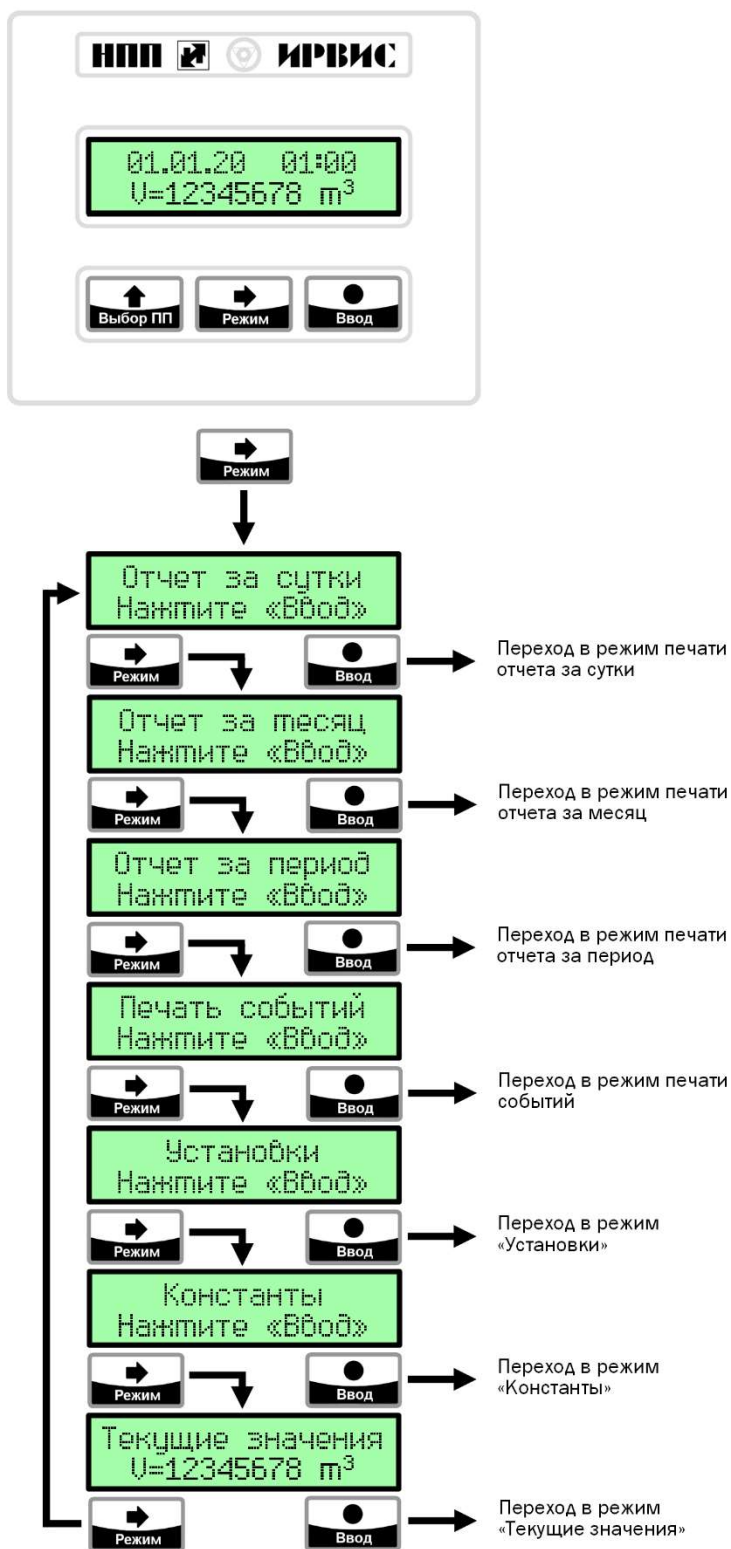 НПП ИРВИС
01.01.20 01:00
V=12345678 m³
Выбор ПП Режим Ввод
Режим
Отчет за сутки
Нажмите «Ввод»
Режим Ввод Переход в режим печати
отчета за сутки
Отчет за месяц
Нажмите «Ввод»
Режим Ввод Переход в режим печати
отчета за месяц
Отчет за период
Нажмите «Ввод»
Режим Ввод Переход в режим печати
отчета за период
Печать событий
Нажмите «Ввод»
Режим Ввод Переход в режим печати
событий
Установки
Нажмите «Ввод»
Режим Ввод Переход в режим
«Установки»
Константы
Нажмите «Ввод»
Режим Ввод Переход в режим
«Константы»
Текущие значения
V=12345678 m³
Режим Ввод Переход в режим
«Текущие значения»